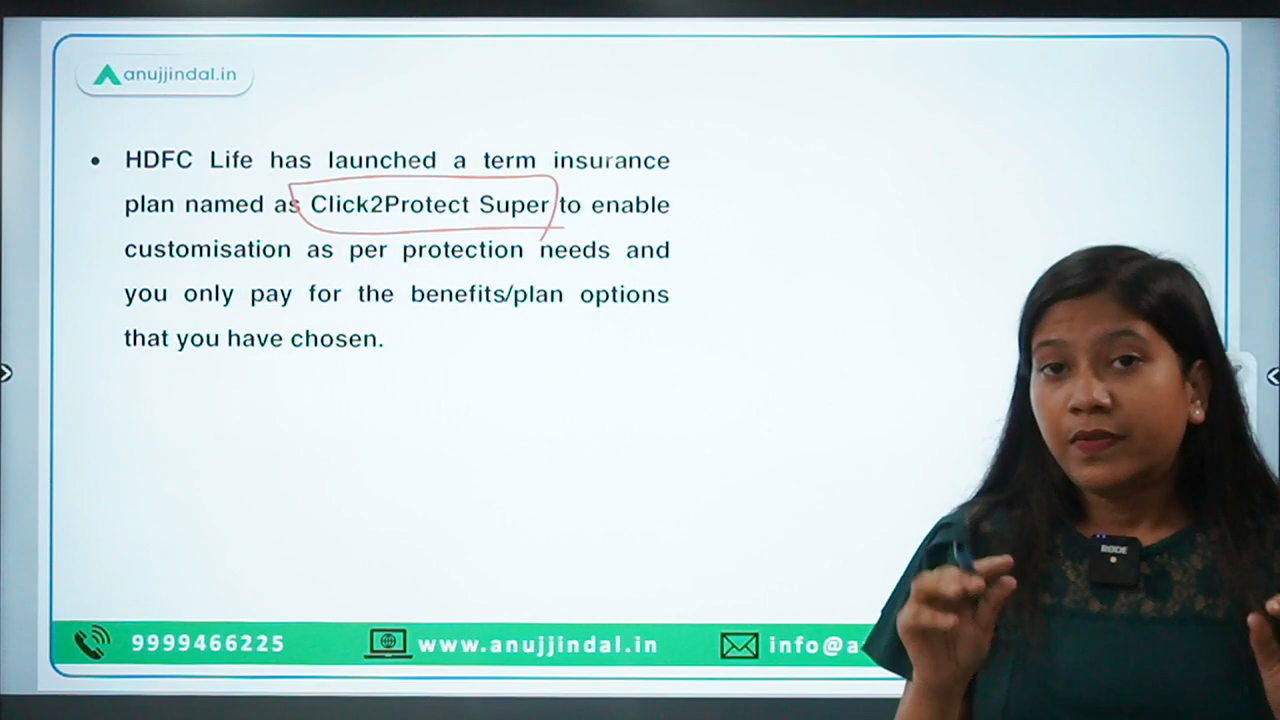 anujjindal.in
HDFC Life has launched a term insurance
plan named as Click2Protect Super to enable
customisation as per protection needs and
you only pay for the benefits/plan options
that you have chosen.
RØDE
9999466225 www.anujjindal.in info@a